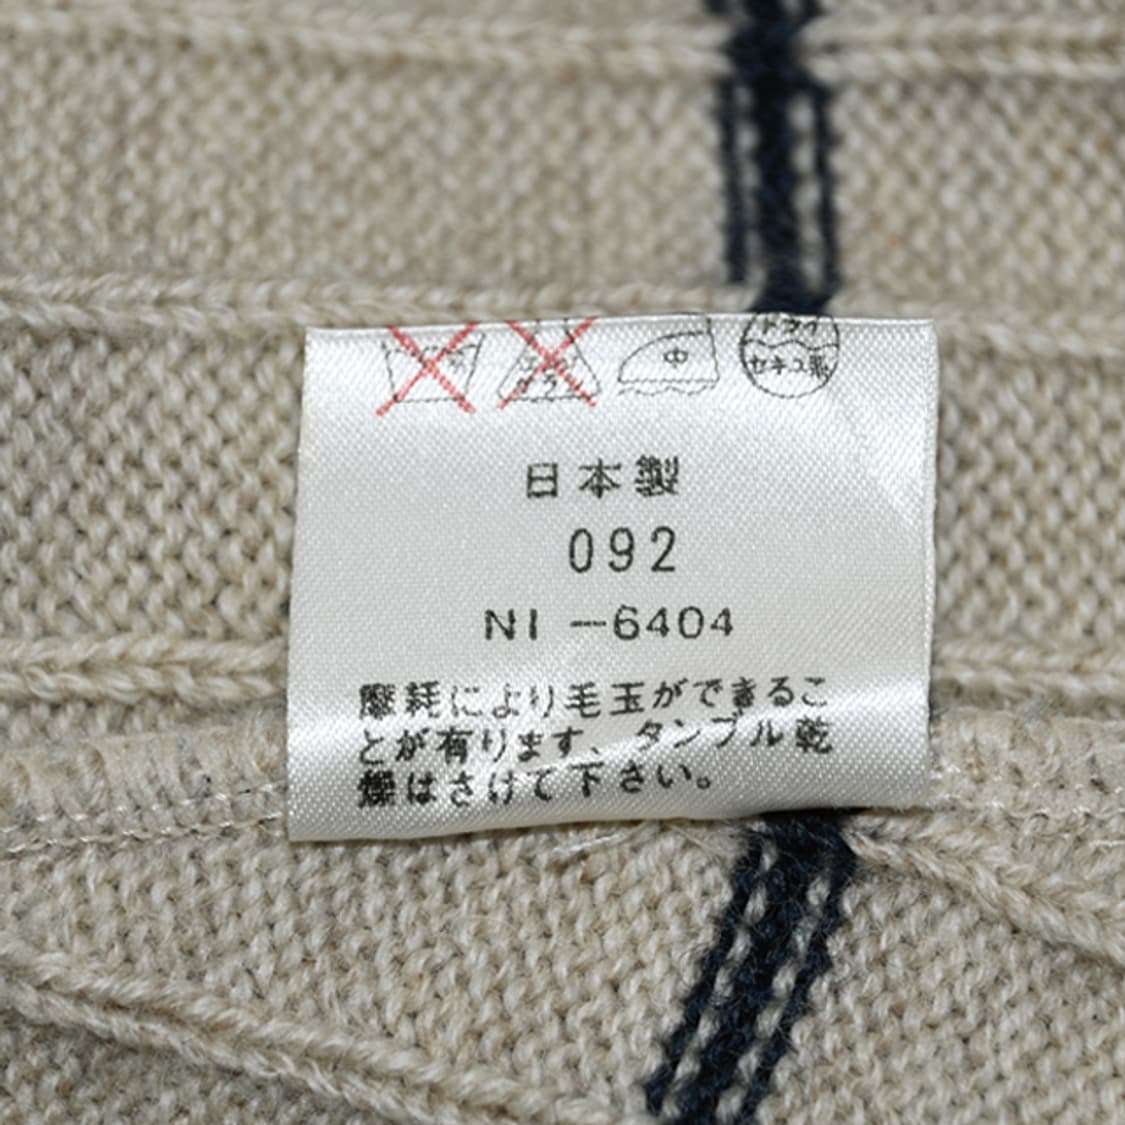 中
ドライ
セキユ系
日本製
092
NI －6404
摩耗により毛玉ができるこ
とが有ります、タンブル乾
燥はさけて下さい。